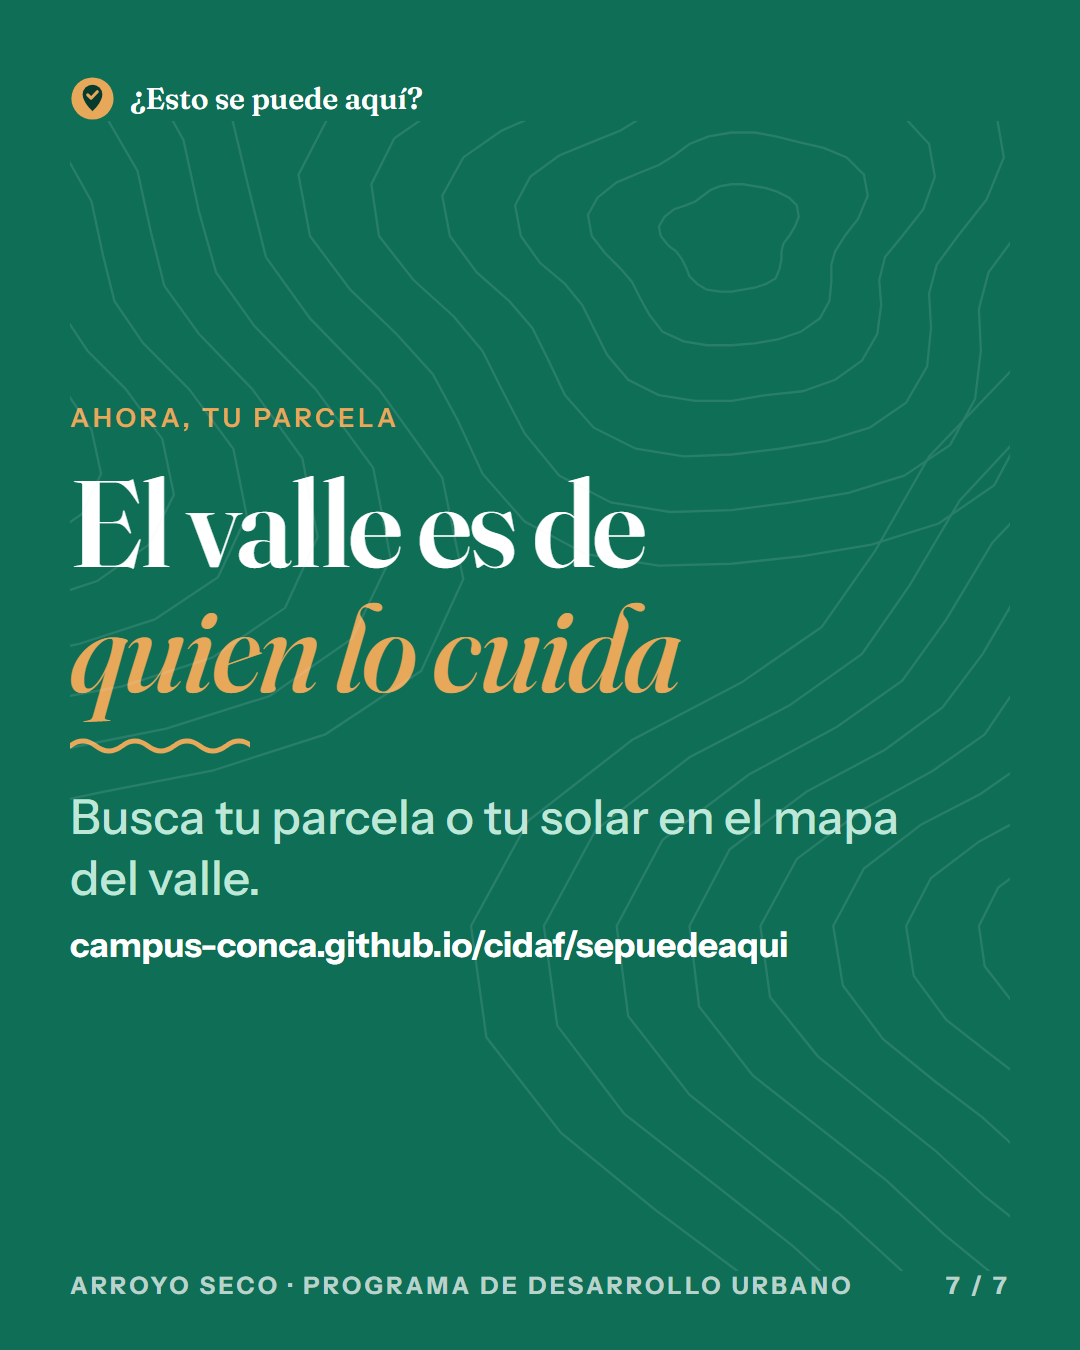 ¿Esto se puede aquí?
AHORA, TU PARCELA
El valle es de
quien lo cuida
Busca tu parcela o tu solar en el mapa
del valle.
campus-conca.github.io/cidaf/sepuedeaqui
ARROYO SECO · PROGRAMA DE DESARROLLO URBANO
7 / 7